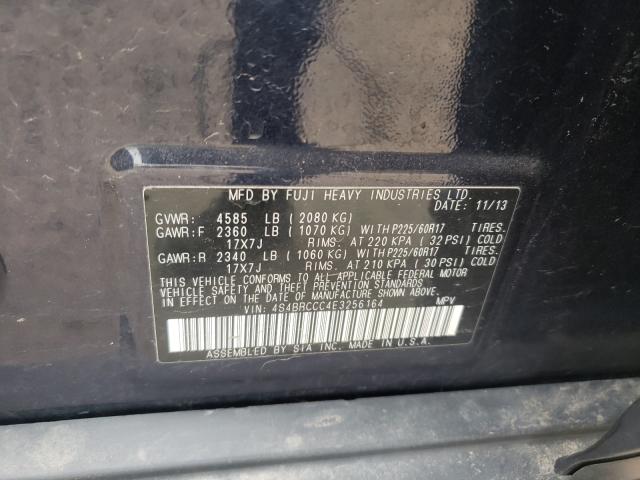 MFD BY FUJI HEAVY INDUSTRIES LTD.
DATE: 11/13
GVWR: 4585 LB ( 2080 KG)
GAWR:F 2360 LB ( 1070 KG) WITH P225/60R17 TIRES.
17X7J RIMS. AT 220 KPA ( 32 PSI) COLD
GAWR:R 2340 LB ( 1060 KG) WITH P225/60R17 TIRES.
17X7J RIMS. AT 210 KPA ( 30 PSI) COLD
THIS VEHICLE CONFORMS TO ALL APPLICABLE FEDERAL MOTOR
VEHICLE SAFETY BUMPER, AND THEFT PREVENTION STANDARDS
IN EFFECT ON THE DATE OF MANUFACTURE SHOWN ABOVE.
VIN: 4S4BRCCC4E3256164 MPV
ASSEMBLED BY SIA INC. MADE IN U.S.A.